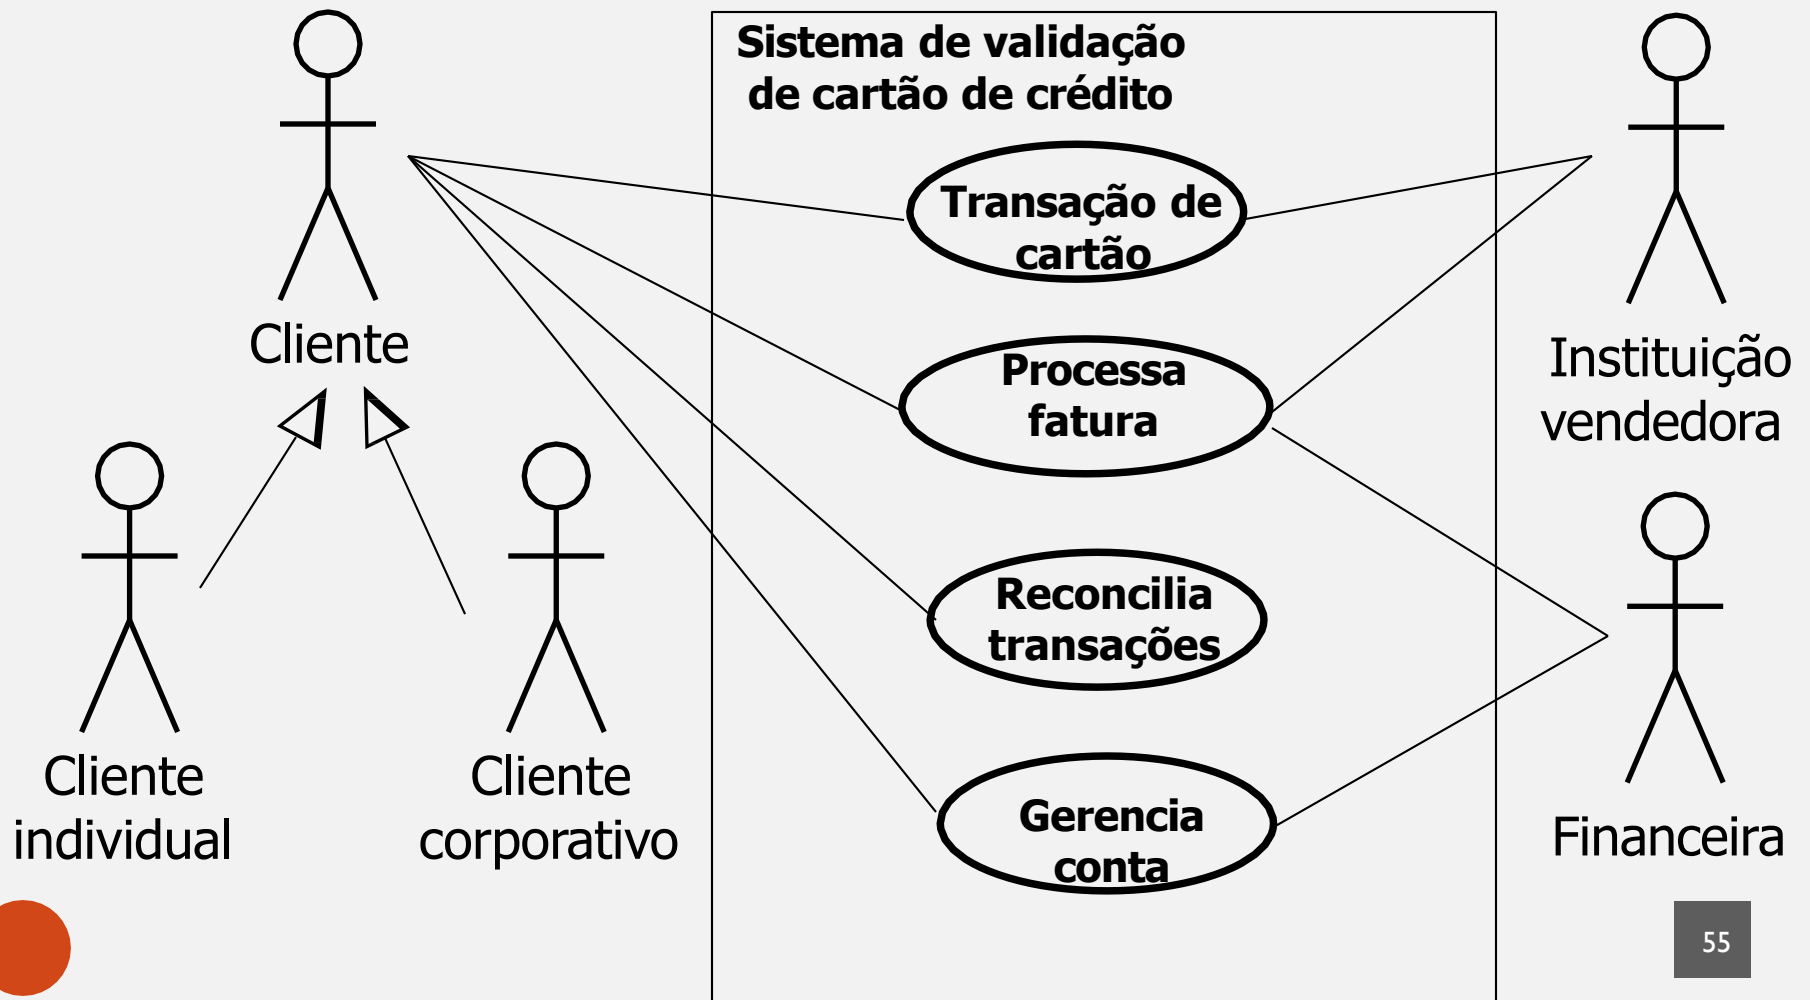 Sistema de validação
de cartão de crédito
Transação de
cartão
Cliente
Instituição
vendedora
Processa
fatura
Reconcilia
transações
Cliente
individual
Cliente
corporativo
Gerencia
conta
Financeira
55